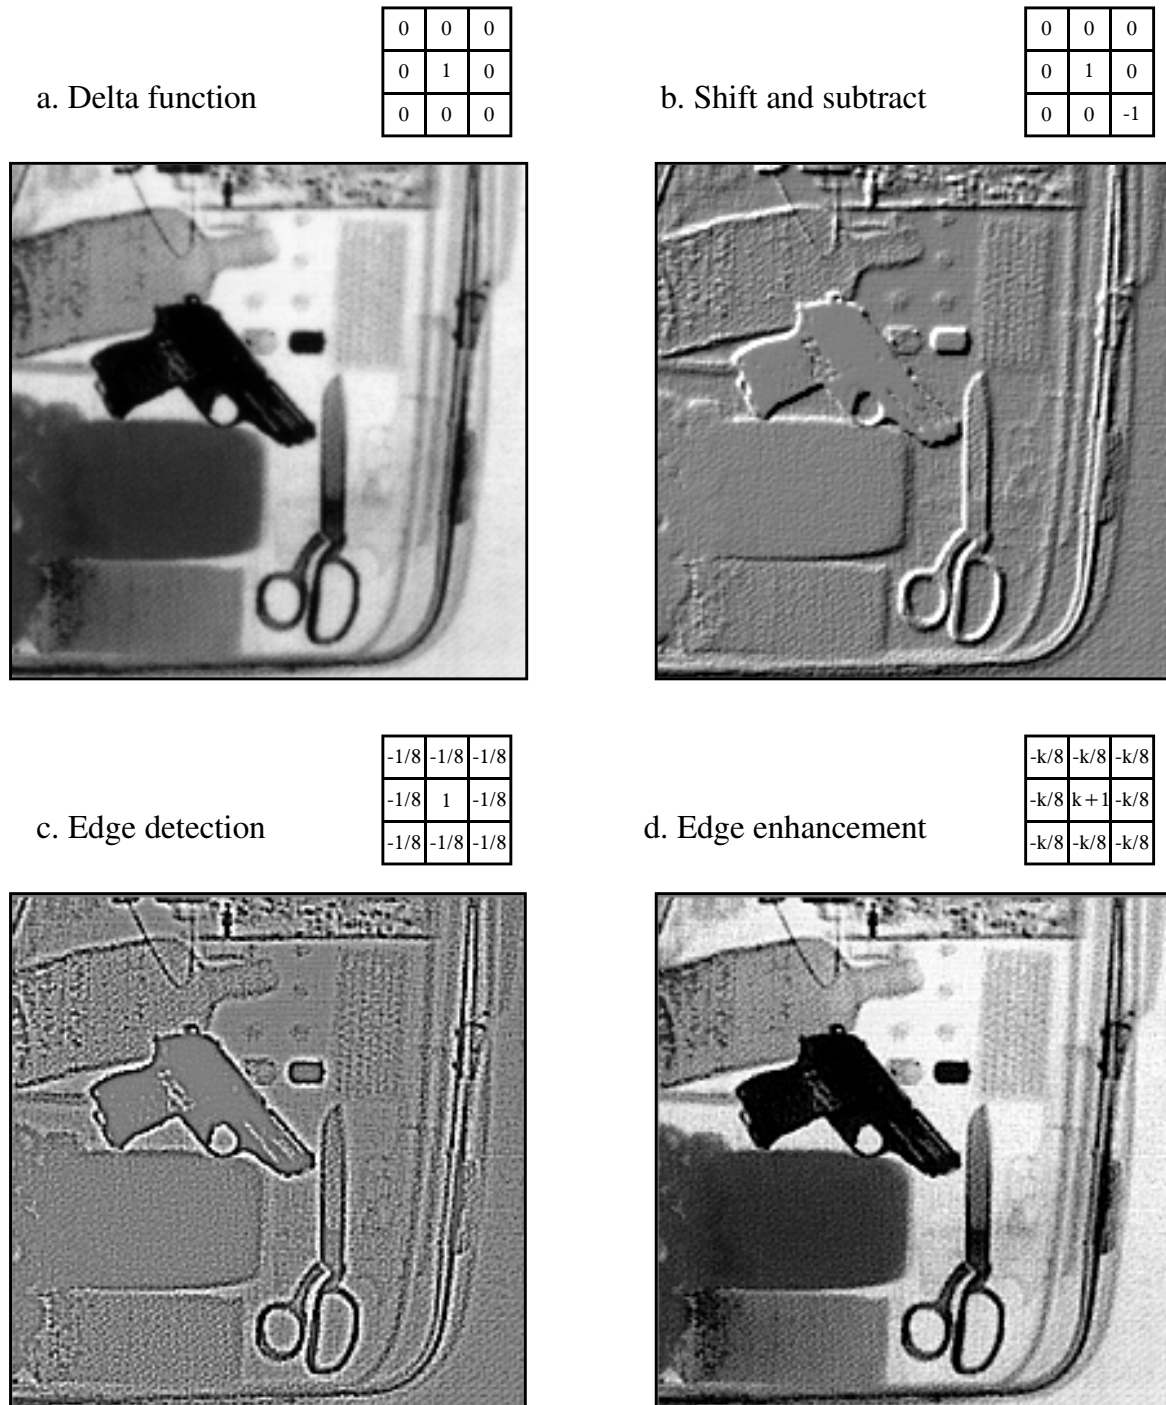 0 0 0
0 1 0
0 0 0
a. Delta function
0 0 0
0 1 0
0 0 -1
b. Shift and subtract
-1/8 -1/8 -1/8
-1/8 1 -1/8
-1/8 -1/8 -1/8
c. Edge detection
-k/8 -k/8 -k/8
-k/8 k+1 -k/8
-k/8 -k/8 -k/8
d. Edge enhancement